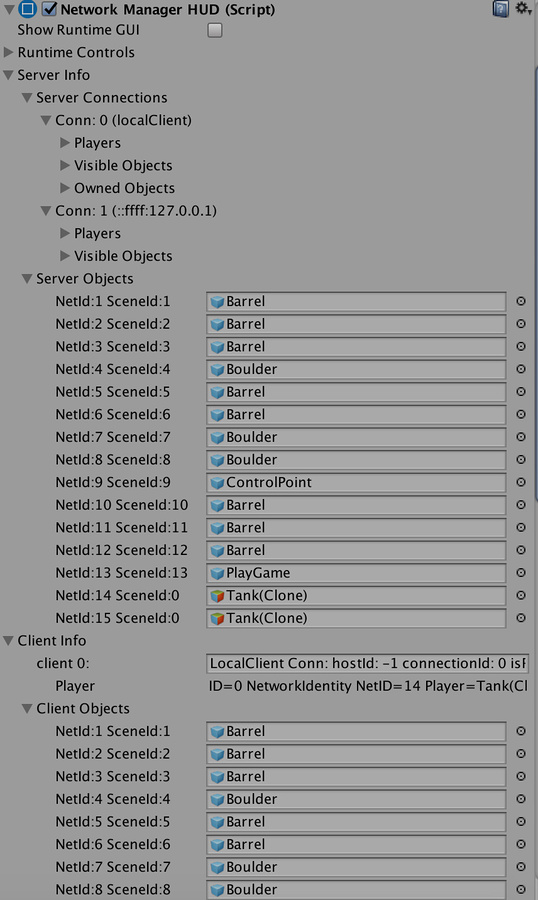 Network Manager HUD (Script)
Show Runtime GUI
Runtime Controls
Server Info
Server Connections
Conn: 0 (localClient)
Players
Visible Objects
Owned Objects
Conn: 1 (::ffff:127.0.0.1)
Players
Visible Objects
Server Objects
NetId:1 SceneId:1 Barrel
NetId:2 SceneId:2 Barrel
NetId:3 SceneId:3 Barrel
NetId:4 SceneId:4 Boulder
NetId:5 SceneId:5 Barrel
NetId:6 SceneId:6 Barrel
NetId:7 SceneId:7 Boulder
NetId:8 SceneId:8 Boulder
NetId:9 SceneId:9 ControlPoint
NetId:10 SceneId:10 Barrel
NetId:11 SceneId:11 Barrel
NetId:12 SceneId:12 Barrel
NetId:13 SceneId:13 PlayGame
NetId:14 SceneId:0 Tank(Clone)
NetId:15 SceneId:0 Tank(Clone)
Client Info
client 0: LocalClient Conn: hostId: -1 connectionId: 0 isR
Player ID=0 NetworkIdentity NetID=14 Player=Tank(Cl
Client Objects
NetId:1 SceneId:1 Barrel
NetId:2 SceneId:2 Barrel
NetId:3 SceneId:3 Barrel
NetId:4 SceneId:4 Boulder
NetId:5 SceneId:5 Barrel
NetId:6 SceneId:6 Barrel
NetId:7 SceneId:7 Boulder
NetId:8 SceneId:8 Boulder